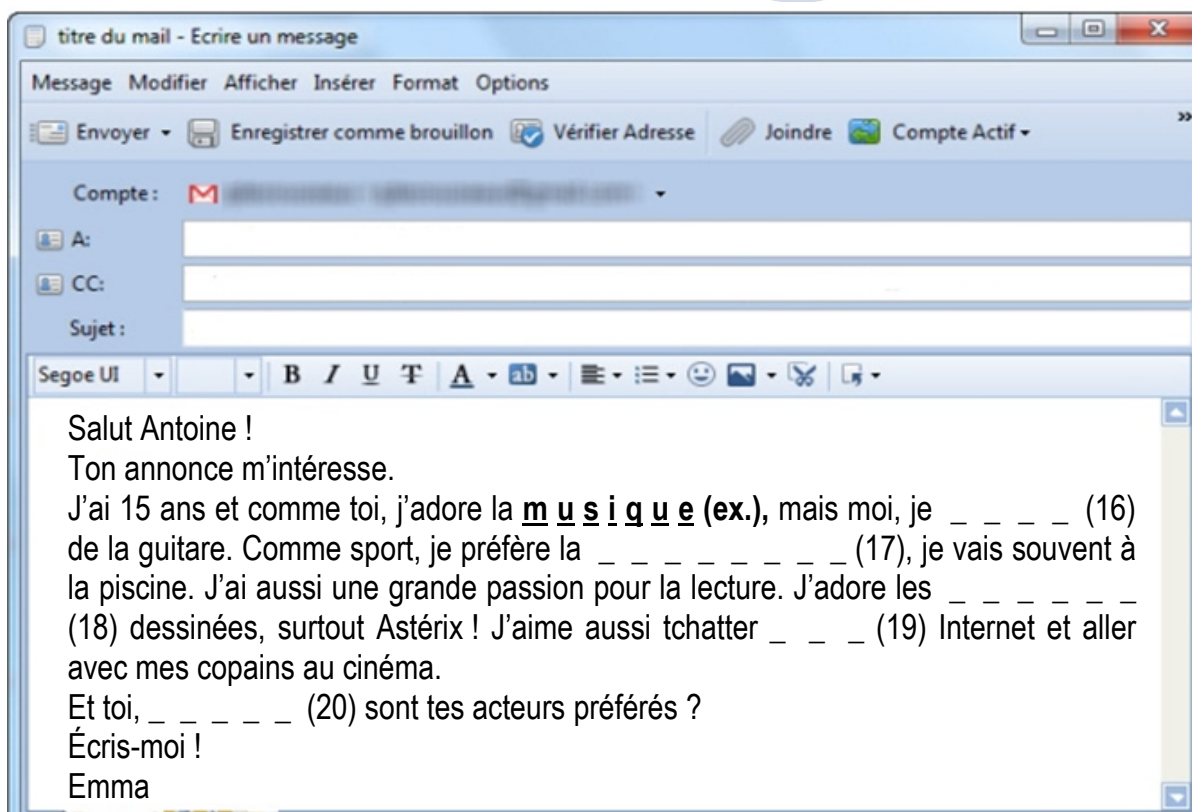 titre du mail - Ecrire un message
Message Modifier Afficher Insérer Format Options
Envoyer Enregistrer comme brouillon Vérifier Adresse Joindre Compte Actif »
Compte :
A:
CC:
Sujet :
Segoe UI B I U T A ab
Salut Antoine !
Ton annonce m’intéresse.
J’ai 15 ans et comme toi, j’adore la m u s i q u e (ex.), mais moi, je _ _ _ _ (16)
de la guitare. Comme sport, je préfère la _ _ _ _ _ _ _ _ (17), je vais souvent à
la piscine. J’ai aussi une grande passion pour la lecture. J’adore les _ _ _ _ _ _
(18) dessinées, surtout Astérix ! J’aime aussi tchatter _ _ _ (19) Internet et aller
avec mes copains au cinéma.
Et toi, _ _ _ _ _ (20) sont tes acteurs préférés ?
Écris-moi !
Emma